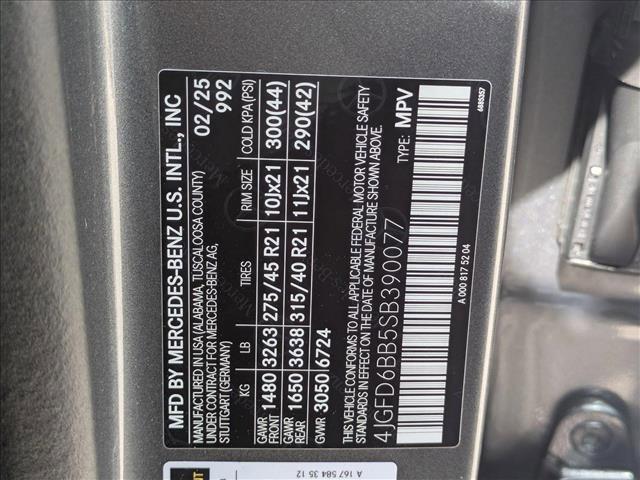 MFD BY MERCEDES-BENZ U.S. INTL., INC
MANUFACTURED IN USA (ALABAMA, TUSCALOOSA COUNTY)
UNDER CONTRACT FOR MERCEDES-BENZ AG,
STUTTGART (GERMANY)
02/25
992
KG LB TIRES RIM SIZE COLD KPA (PSI)
GAWR FRONT 1480 3263 275/45 R21 10Jx21 300(44)
GAWR REAR 1650 3638 315/40 R21 11Jx21 290(42)
GVWR 3050 6724
THIS VEHICLE CONFORMS TO ALL APPLICABLE FEDERAL MOTOR VEHICLE SAFETY
STANDARDS IN EFFECT ON THE DATE OF MANUFACTURE SHOWN ABOVE.
TYPE: MPV
4JGFD6BB5SB390077
A 000 817 52 04
6885357
A 167 584 35 12